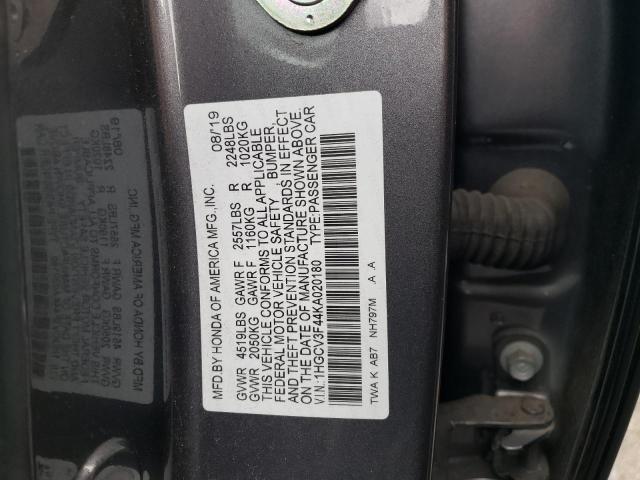 MFD.BY HONDA OF AMERICA MFG.,INC. 08/'19
GVWR 4519LBS GAWR F 2557LBS R 2248LBS
GVWR 2050KG GAWR F 1160KG R 1020KG
THIS VEHICLE CONFORMS TO ALL APPLICABLE
FEDERAL MOTOR VEHICLE SAFETY , BUMPER,
AND THEFT PREVENTION STANDARDS IN EFFECT
ON THE DATE OF MANUFACTURE SHOWN ABOVE.
V.I.N.: 1HGCV3F44KA020180 TYPE:PASSENGER CAR
TWA K AB7 NH797M .A .A